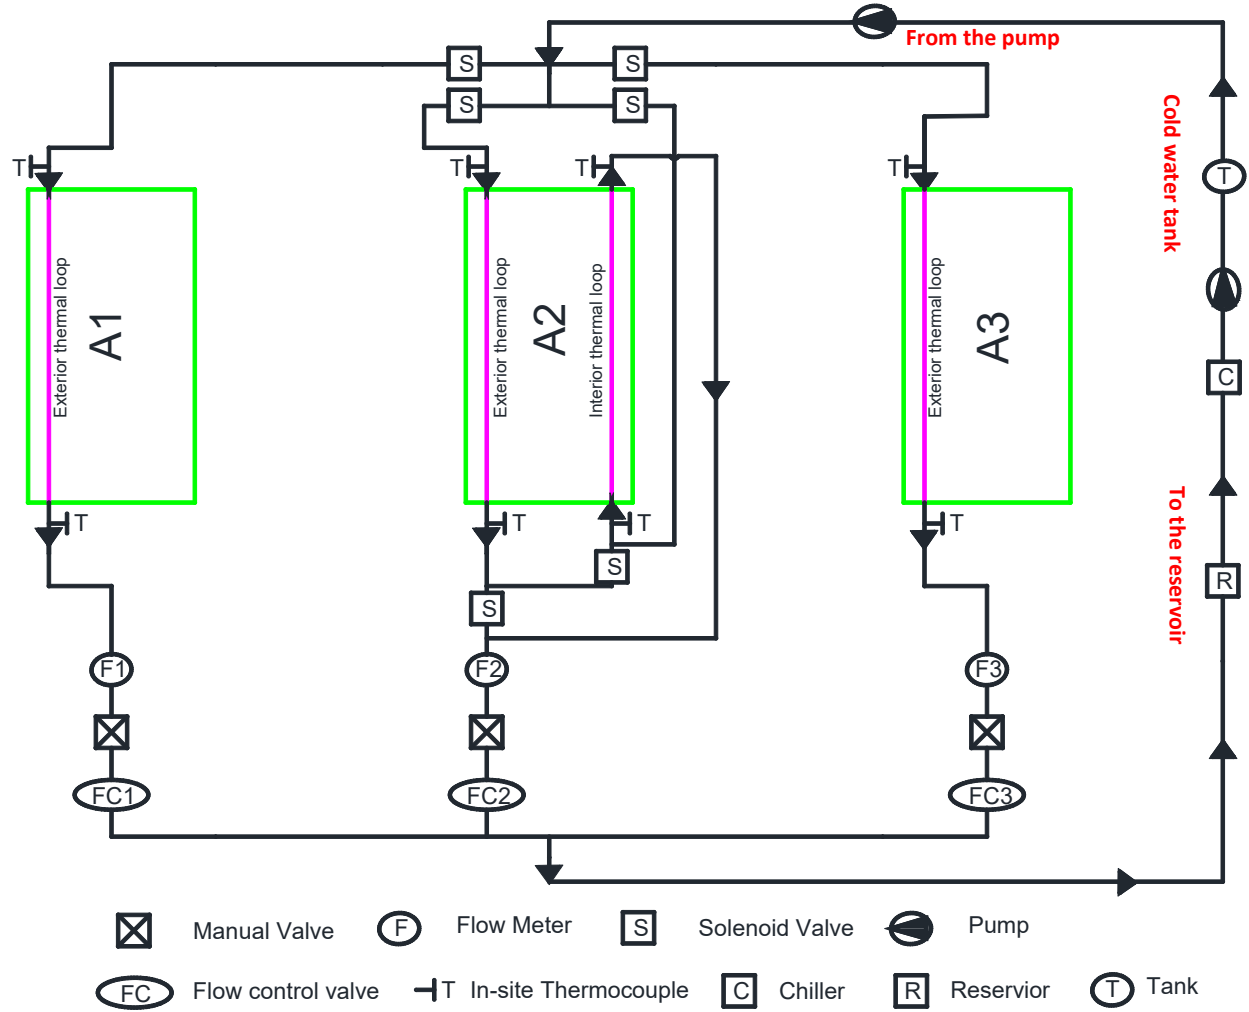 From the pump
S
S
S
S
T
T
T
T
Cold water tank
T
Exterior thermal loop
A1
Exterior thermal loop
A2
Interior thermal loop
Exterior thermal loop
A3
C
T
T
T
T
To the reservoir
S
R
S
F1
F2
F3
FC1
FC2
FC3
Manual Valve
F
Flow Meter
S
Solenoid Valve
Pump
FC
Flow control valve
T
In-site Thermocouple
C
Chiller
R
Reservior
T
Tank